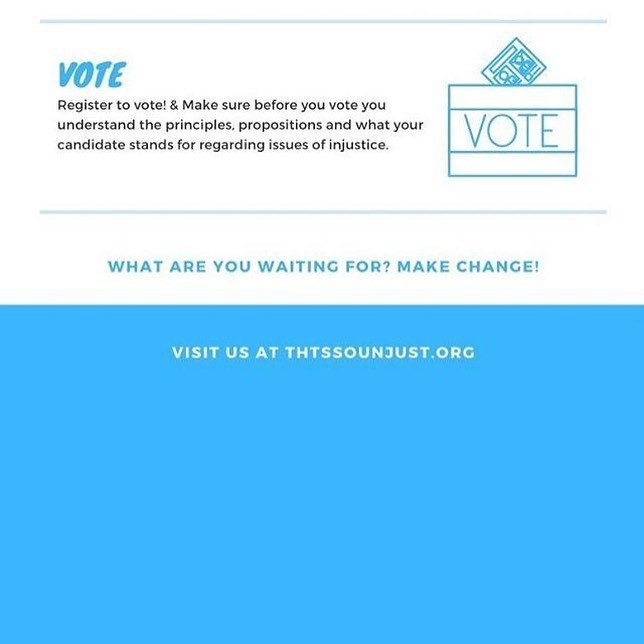 VOTE
Register to vote! & Make sure before you vote you
understand the principles, propositions and what your
candidate stands for regarding issues of injustice.
VOTE
WHAT ARE YOU WAITING FOR? MAKE CHANGE!
VISIT US AT THTSSOUNJUST.ORG